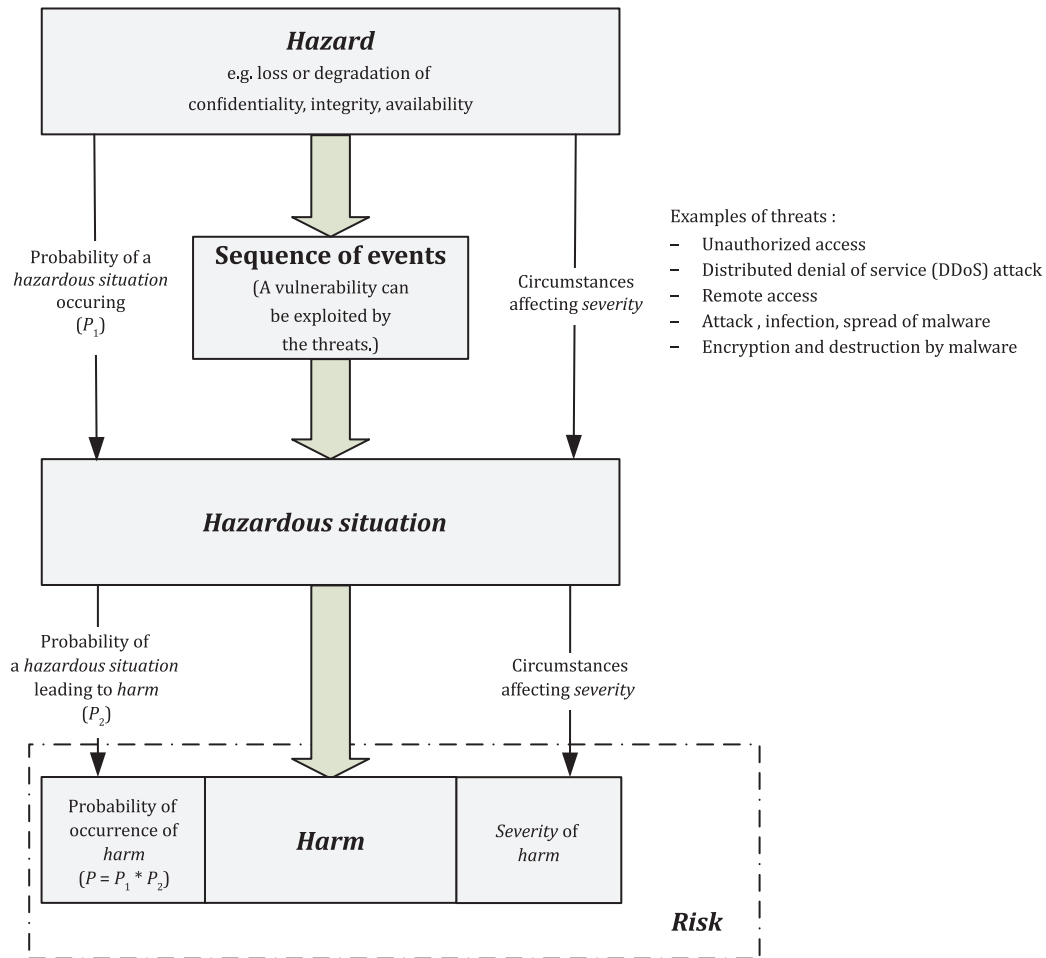 Hazard
e.g. loss or degradation of
confidentiality, integrity, availability
Probability of a
hazardous situation
occuring
(P₁)
Sequence of events
(A vulnerability can
be exploited by
the threats.)
Circumstances
affecting severity
Examples of threats :
– Unauthorized access
– Distributed denial of service (DDoS) attack
– Remote access
– Attack , infection, spread of malware
– Encryption and destruction by malware
Hazardous situation
Probability of
a hazardous situation
leading to harm
(P₂)
Circumstances
affecting severity
Probability of
occurrence of
harm
(P = P₁ * P₂)
Harm
Severity of
harm
Risk